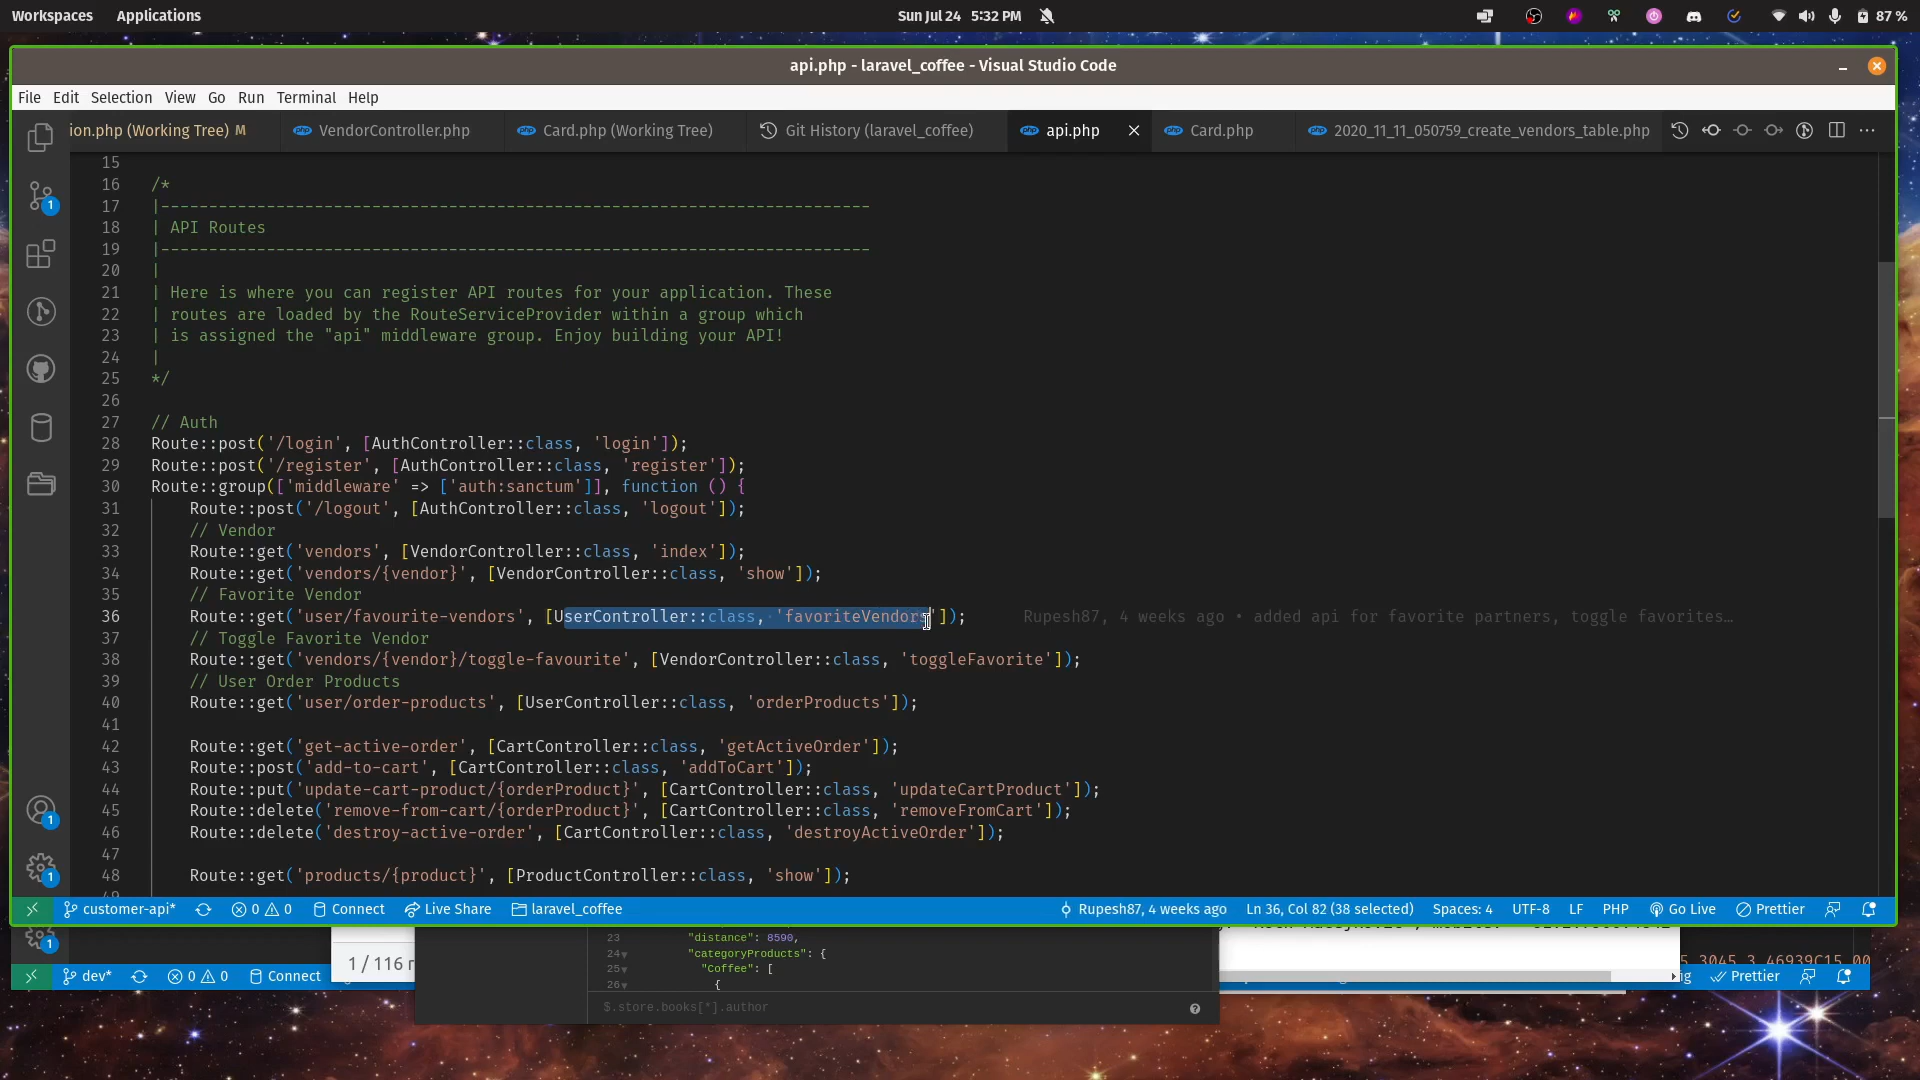 Workspaces Applications Sun Jul 24 5:32 PM 87 %
api.php - laravel_coffee - Visual Studio Code
File Edit Selection View Go Run Terminal Help
ion.php (Working Tree) M VendorController.php Card.php (Working Tree) Git History (laravel_coffee) api.php Card.php 2020_11_11_050759_create_vendors_table.php
15
16 /*
17 |--------------------------------------------------------------------------
18 | API Routes
19 |--------------------------------------------------------------------------
20 |
21 | Here is where you can register API routes for your application. These
22 | routes are loaded by the RouteServiceProvider within a group which
23 | is assigned the "api" middleware group. Enjoy building your API!
24 |
25 */
26
27 // Auth
28 Route::post('/login', [AuthController::class, 'login']);
29 Route::post('/register', [AuthController::class, 'register']);
30 Route::group(['middleware' => ['auth:sanctum']], function () {
31 Route::post('/logout', [AuthController::class, 'logout']);
32 // Vendor
33 Route::get('vendors', [VendorController::class, 'index']);
34 Route::get('vendors/{vendor}', [VendorController::class, 'show']);
35 // Favorite Vendor
36 Route::get('user/favourite-vendors', [UserController::class, 'favoriteVendors']); Rupesh87, 4 weeks ago • added api for favorite partners, toggle favorites…
37 // Toggle Favorite Vendor
38 Route::get('vendors/{vendor}/toggle-favourite', [VendorController::class, 'toggleFavorite']);
39 // User Order Products
40 Route::get('user/order-products', [UserController::class, 'orderProducts']);
41
42 Route::get('get-active-order', [CartController::class, 'getActiveOrder']);
43 Route::post('add-to-cart', [CartController::class, 'addToCart']);
44 Route::put('update-cart-product/{orderProduct}', [CartController::class, 'updateCartProduct']);
45 Route::delete('remove-from-cart/{orderProduct}', [CartController::class, 'removeFromCart']);
46 Route::delete('destroy-active-order', [CartController::class, 'destroyActiveOrder']);
47
48 Route::get('products/{product}', [ProductController::class, 'show']);
1
1
1
customer-api* 0 0 Connect Live Share laravel_coffee Rupesh87, 4 weeks ago Ln 36, Col 82 (38 selected) Spaces: 4 UTF-8 LF PHP Go Live Prettier
1
23 "distance": 8590,
24 "categoryProducts": {
25 "Coffee": [
26 {
1 / 116 r
dev* 0 0 Connect ig Prettier
$.store.books[*].author